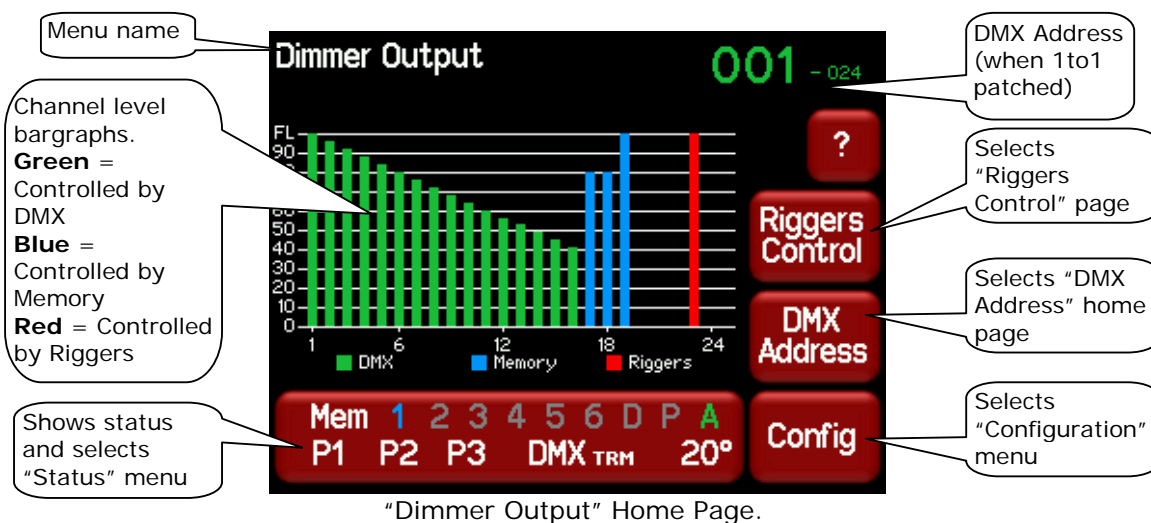 Menu name
Channel level
bargraphs.
Green =
Controlled by
DMX
Blue =
Controlled by
Memory
Red = Controlled
by Riggers
Shows status
and selects
"Status" menu
Dimmer Output
001 - 024
FL
90
50
40
30
20
10
0
1 6 12 18 24
DMX Memory Riggers
?
Riggers
Control
DMX
Address
Config
Mem 1 2 3 4 5 6 D P A
P1 P2 P3 DMX TRM 20°
DMX Address
(when 1to1
patched)
Selects
"Riggers
Control" page
Selects "DMX
Address" home
page
Selects
"Configuration"
menu
"Dimmer Output" Home Page.